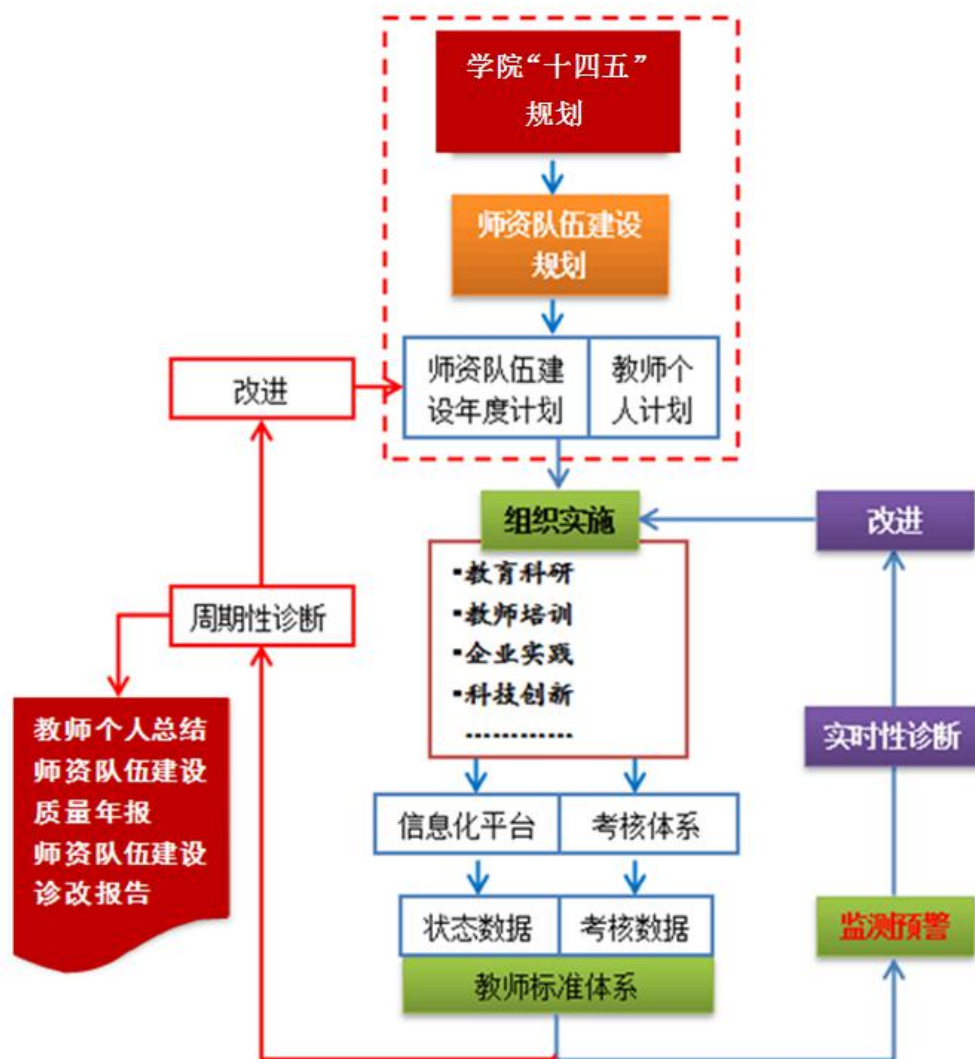 学院“十四五”
规划
师资队伍建设
规划
师资队伍建
设年度计划
教师个
人计划
改进
组织实施
改进
▪教育科研
▪教师培训
▪企业实践
▪科技创新
…………
周期性诊断
教师个人总结
师资队伍建设
质量年报
师资队伍建设
诊改报告
实时性诊断
信息化平台
考核体系
状态数据
考核数据
监测预警
教师标准体系